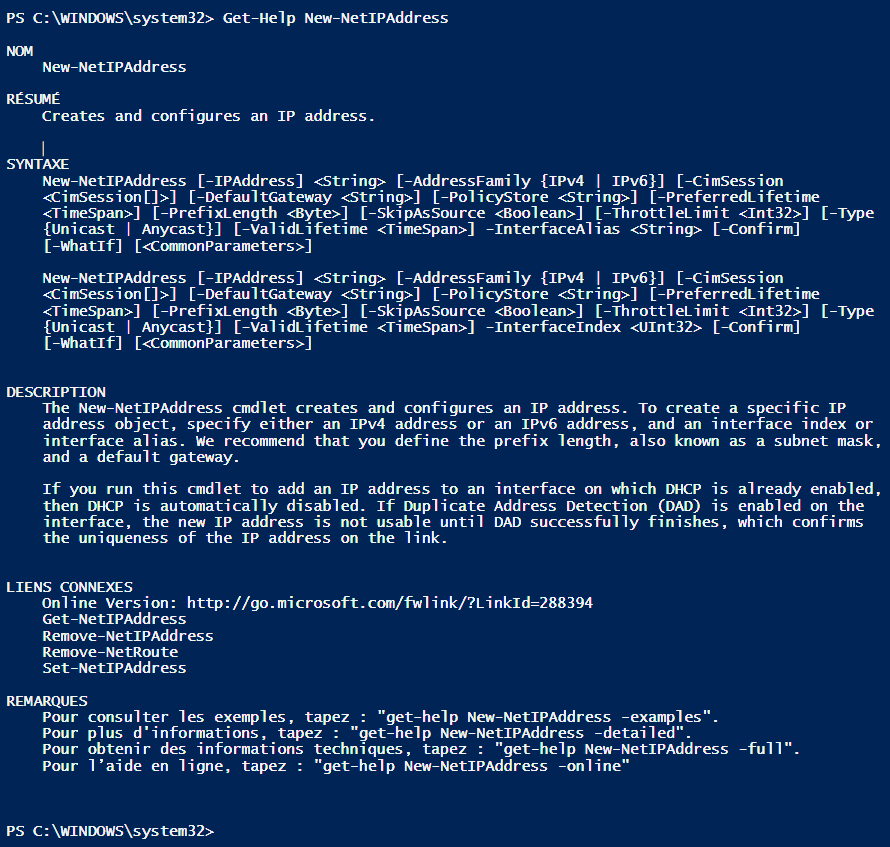 PS C:\WINDOWS\system32> Get-Help New-NetIPAddress
NOM
New-NetIPAddress
RÉSUMÉ
Creates and configures an IP address.
SYNTAXE
New-NetIPAddress [-IPAddress] <String> [-AddressFamily {IPv4 | IPv6}] [-CimSession
<CimSession[]>] [-DefaultGateway <String>] [-PolicyStore <String>] [-PreferredLifetime
<TimeSpan>] [-PrefixLength <Byte>] [-SkipAsSource <Boolean>] [-ThrottleLimit <Int32>] [-Type
{Unicast | Anycast}] [-ValidLifetime <TimeSpan>] -InterfaceAlias <String> [-Confirm]
[-WhatIf] [<CommonParameters>]
New-NetIPAddress [-IPAddress] <String> [-AddressFamily {IPv4 | IPv6}] [-CimSession
<CimSession[]>] [-DefaultGateway <String>] [-PolicyStore <String>] [-PreferredLifetime
<TimeSpan>] [-PrefixLength <Byte>] [-SkipAsSource <Boolean>] [-ThrottleLimit <Int32>] [-Type
{Unicast | Anycast}] [-ValidLifetime <TimeSpan>] -InterfaceIndex <UInt32> [-Confirm]
[-WhatIf] [<CommonParameters>]
DESCRIPTION
The New-NetIPAddress cmdlet creates and configures an IP address. To create a specific IP
address object, specify either an IPv4 address or an IPv6 address, and an interface index or
interface alias. We recommend that you define the prefix length, also known as a subnet mask,
and a default gateway.
If you run this cmdlet to add an IP address to an interface on which DHCP is already enabled,
then DHCP is automatically disabled. If Duplicate Address Detection (DAD) is enabled on the
interface, the new IP address is not usable until DAD successfully finishes, which confirms
the uniqueness of the IP address on the link.
LIENS CONNEXES
Online Version: http://go.microsoft.com/fwlink/?LinkId=288394
Get-NetIPAddress
Remove-NetIPAddress
Remove-NetRoute
Set-NetIPAddress
REMARQUES
Pour consulter les exemples, tapez : "get-help New-NetIPAddress -examples".
Pour plus d'informations, tapez : "get-help New-NetIPAddress -detailed".
Pour obtenir des informations techniques, tapez : "get-help New-NetIPAddress -full".
Pour l’aide en ligne, tapez : "get-help New-NetIPAddress -online"
PS C:\WINDOWS\system32>